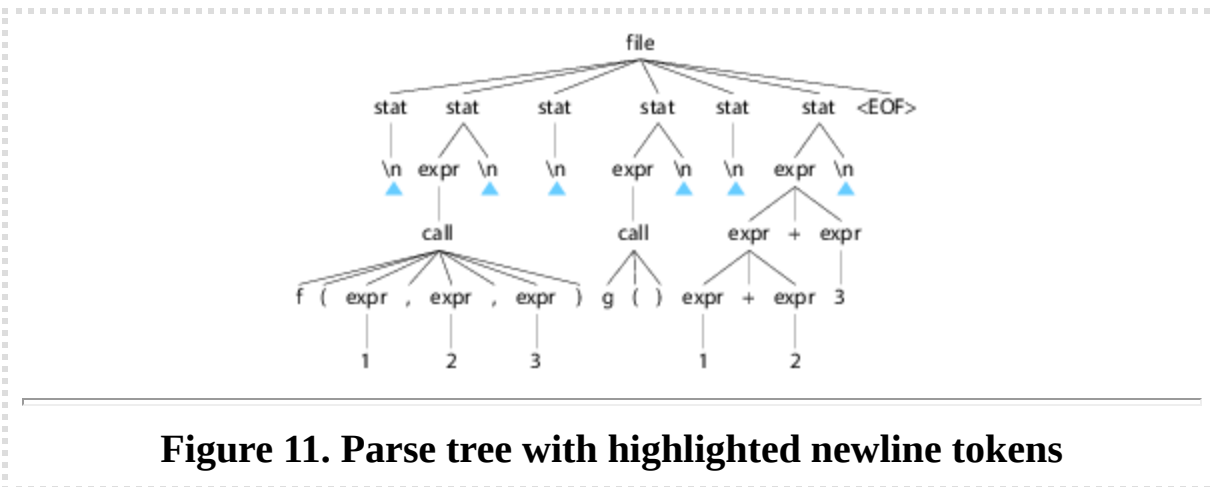 file
stat stat stat stat stat stat <EOF>
\n expr \n \n expr \n \n expr \n
call call expr + expr
f ( expr , expr , expr ) g ( ) expr + expr 3
1 2 3 1 2
Figure 11. Parse tree with highlighted newline tokens